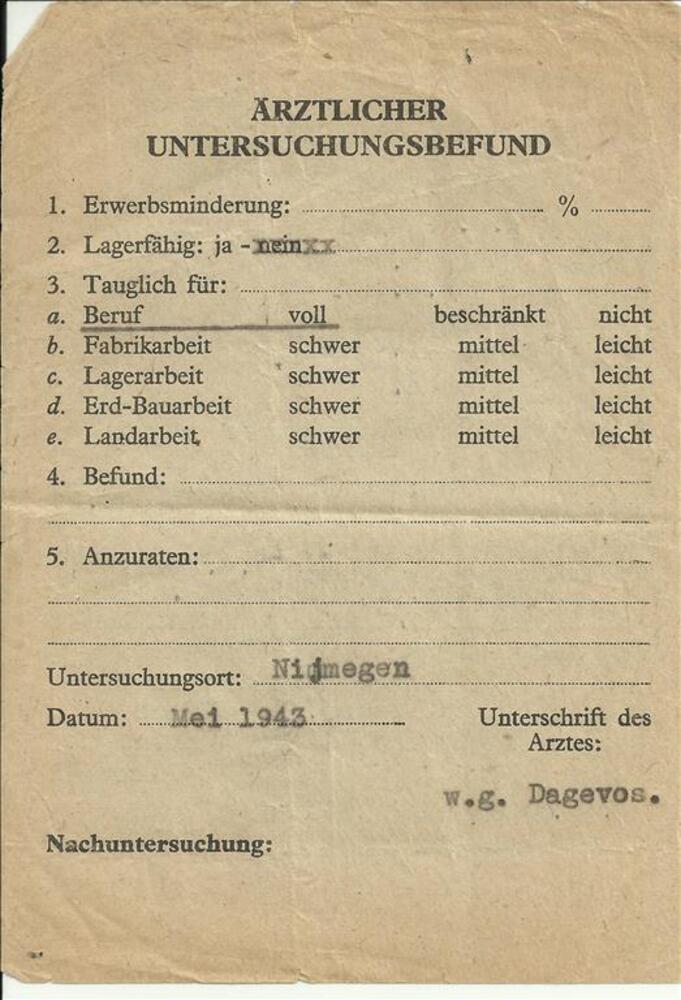 ÄRZTLICHER
UNTERSUCHUNGSBEFUND
1. Erwerbsminderung: ........ % ........
2. Lagerfähig: ja - nein xx ........
3. Tauglich für: ........
a. Beruf voll beschränkt nicht
b. Fabrikarbeit schwer mittel leicht
c. Lagerarbeit schwer mittel leicht
d. Erd-Bauarbeit schwer mittel leicht
e. Landarbeit schwer mittel leicht
4. Befund: ........
5. Anzuraten: ........
Untersuchungsort: Nijmegen
Datum: Mei 1943 Unterschrift des
Arztes:
w.g. Dagevos.
Nachuntersuchung: